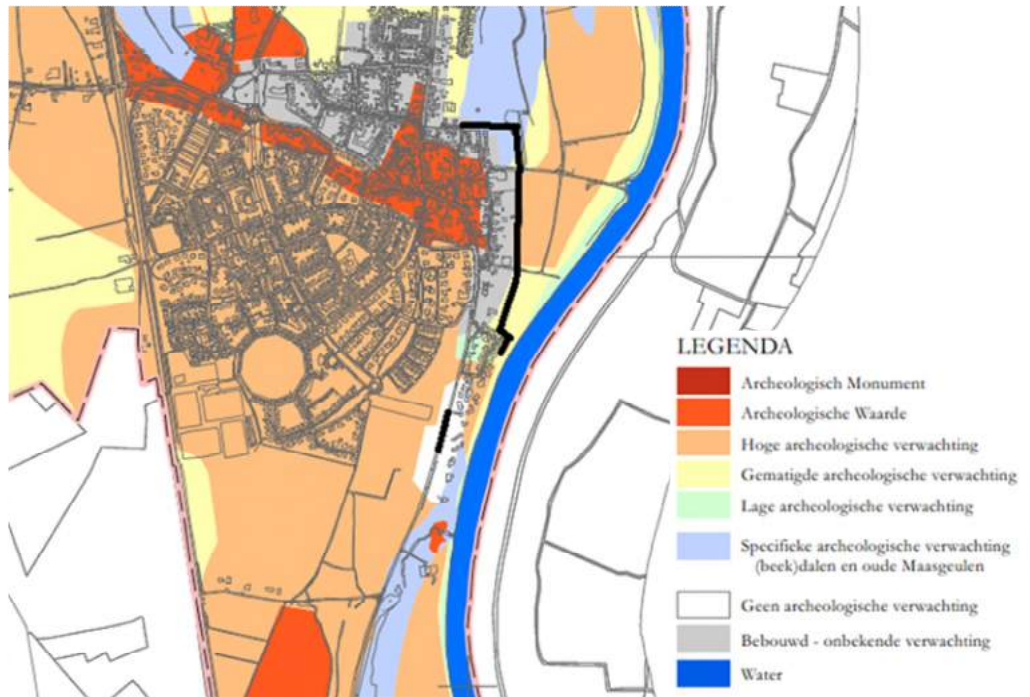 LEGENDA
Archeologisch Monument
Archeologische Waarde
Hoge archeologische verwachting
Gematigde archeologische verwachting
Lage archeologische verwachting
Specifieke archeologische verwachting
(beek)dalen en oude Maasgeulen
Geen archeologische verwachting
Bebouwd - onbekende verwachting
Water